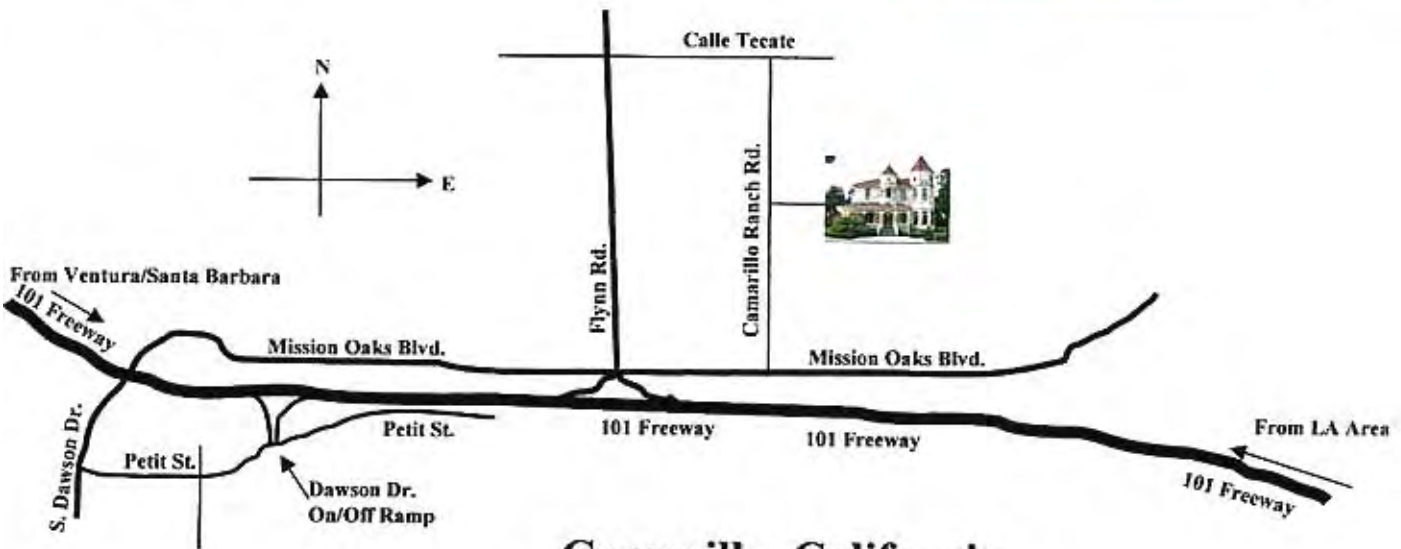 Calle Tecate
N
E
Camarillo Ranch Rd.
Flynn Rd.
From Ventura/Santa Barbara
101 Freeway
Mission Oaks Blvd.
Mission Oaks Blvd.
S. Dawson Dr.
Petit St.
Petit St.
101 Freeway
101 Freeway
From LA Area
101 Freeway
Dawson Dr.
On/Off Ramp